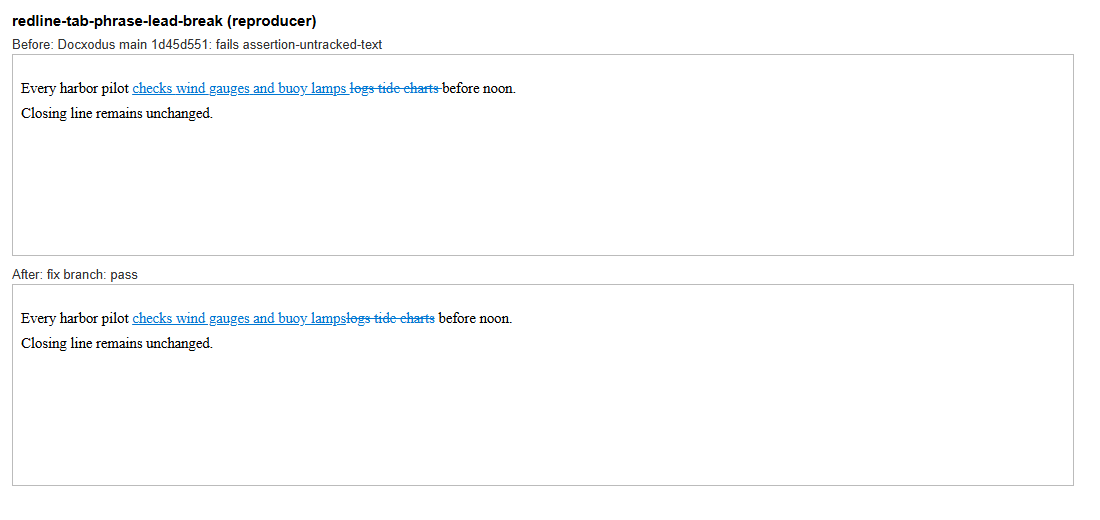 redline-tab-phrase-lead-break (reproducer)
Before: Docxodus main 1d45d551: fails assertion-untracked-text
Every harbor pilot checks wind gauges and buoy lamps logs tide charts before noon.
Closing line remains unchanged.
After: fix branch: pass
Every harbor pilot checks wind gauges and buoy lampslogs tide charts before noon.
Closing line remains unchanged.